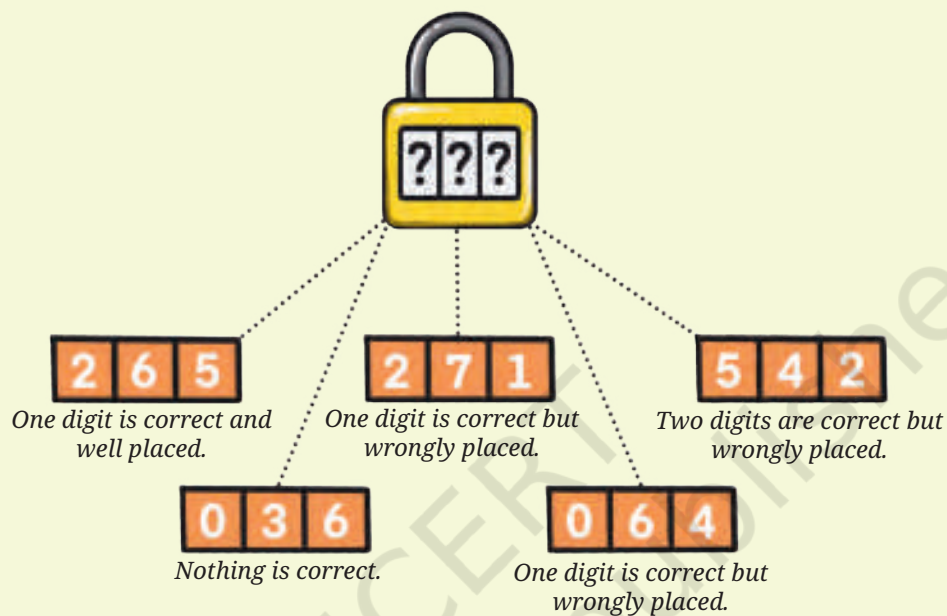 ? ? ?
2 6 5
One digit is correct and
well placed.
2 7 1
One digit is correct but
wrongly placed.
5 4 2
Two digits are correct but
wrongly placed.
0 3 6
Nothing is correct.
0 6 4
One digit is correct but
wrongly placed.
NCERT
publishe